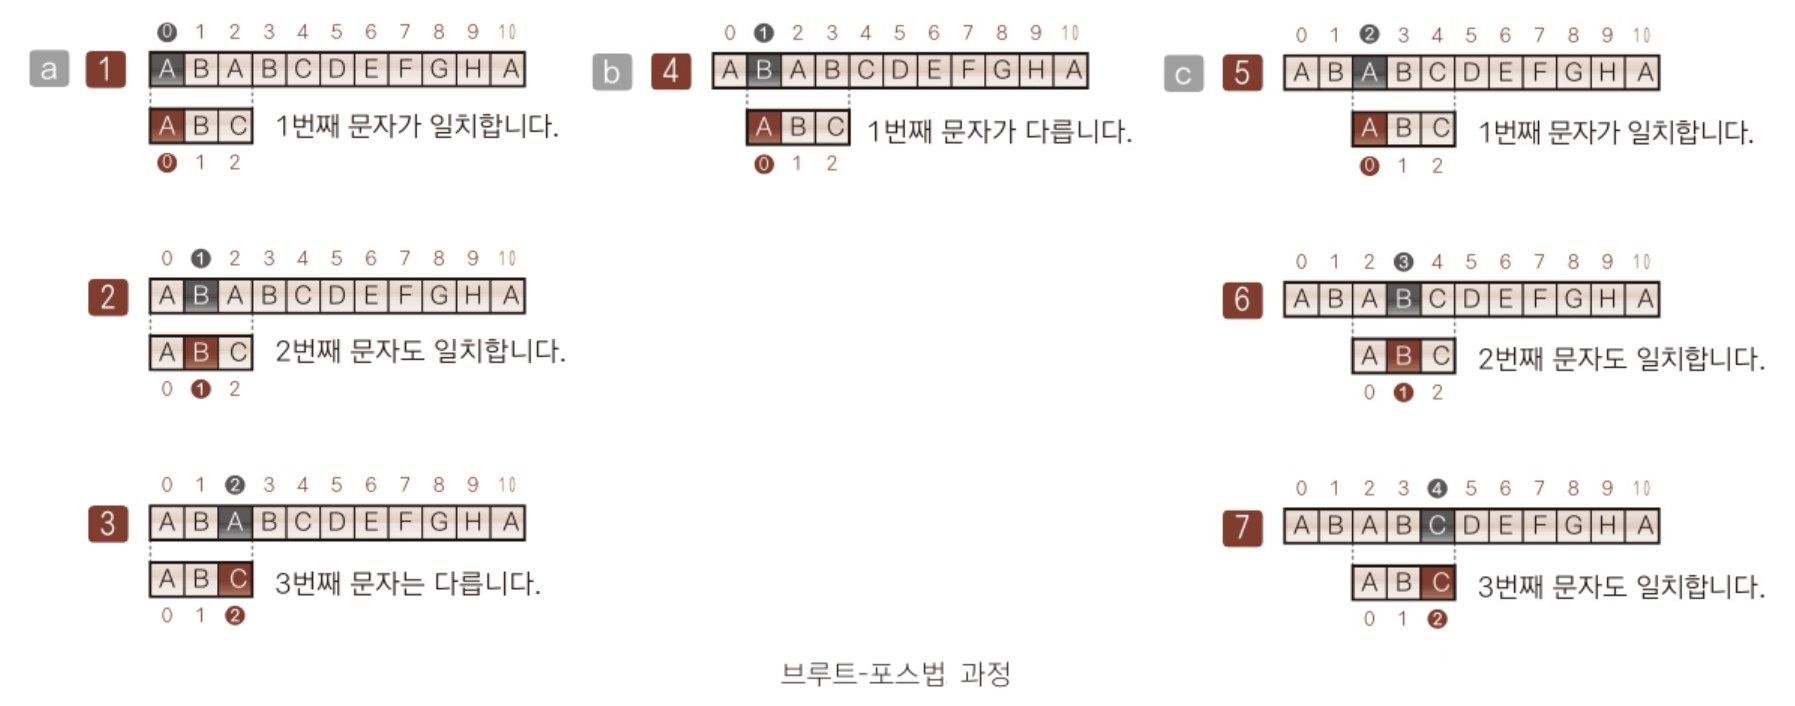 0 1 2 3 4 5 6 7 8 9 10
a 1 A B A B C D E F G H A
A B C 1번째 문자가 일치합니다.
0 1 2
0 1 2 3 4 5 6 7 8 9 10
2 A B A B C D E F G H A
A B C 2번째 문자도 일치합니다.
0 1 2
0 1 2 3 4 5 6 7 8 9 10
3 A B A B C D E F G H A
A B C 3번째 문자는 다릅니다.
0 1 2
0 1 2 3 4 5 6 7 8 9 10
b 4 A B A B C D E F G H A
A B C 1번째 문자가 다릅니다.
0 1 2
0 1 2 3 4 5 6 7 8 9 10
c 5 A B A B C D E F G H A
A B C 1번째 문자가 일치합니다.
0 1 2
0 1 2 3 4 5 6 7 8 9 10
6 A B A B C D E F G H A
A B C 2번째 문자도 일치합니다.
0 1 2
0 1 2 3 4 5 6 7 8 9 10
7 A B A B C D E F G H A
A B C 3번째 문자도 일치합니다.
0 1 2
브루트-포스법 과정